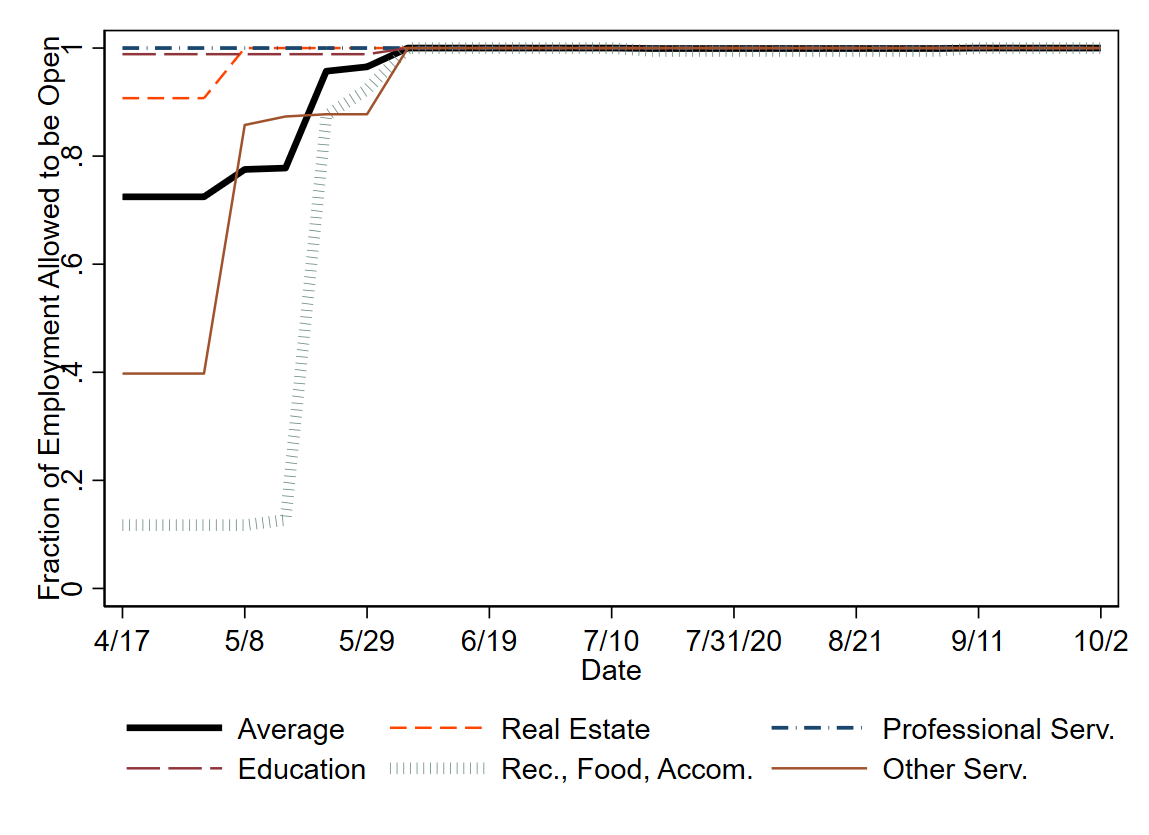 Fraction of Employment Allowed to be Open
1
.8
.6
.4
.2
0
4/17 5/8 5/29 6/19 7/10 7/31/20 8/21 9/11 10/2
Date
Average Real Estate Professional Serv.
Education Rec., Food, Accom. Other Serv.